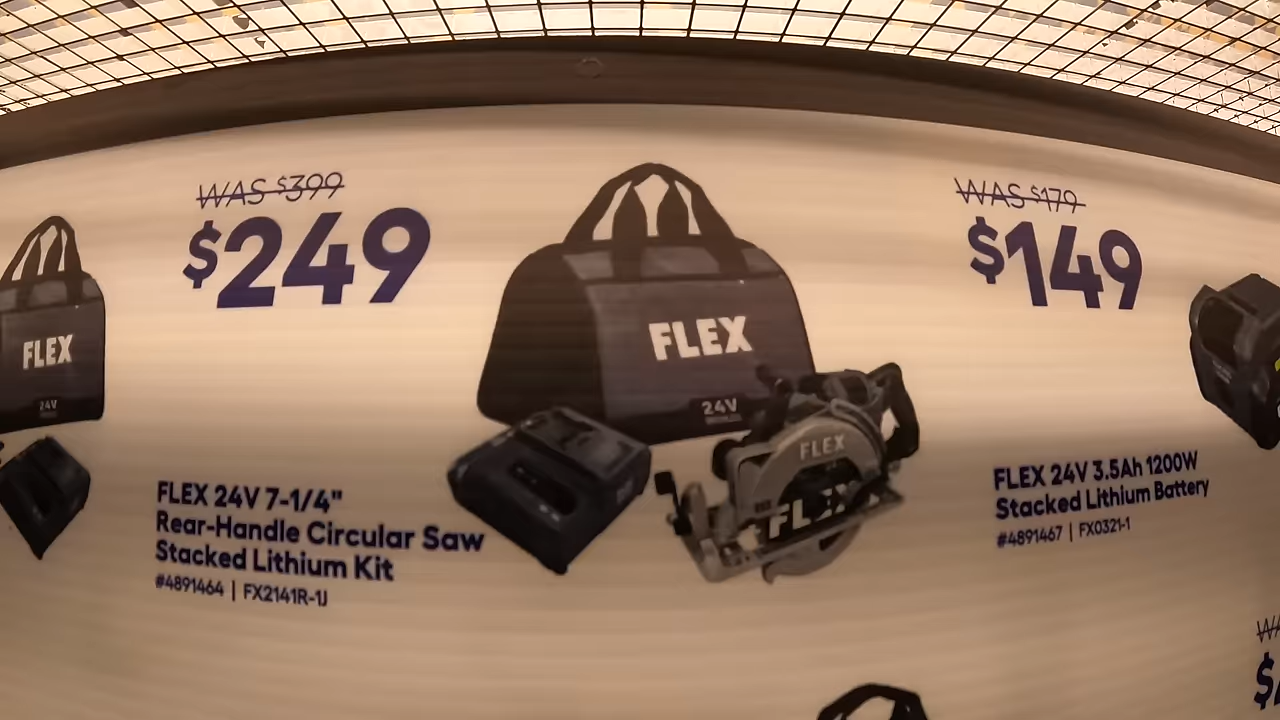 WAS $399
$249
FLEX 24V 7-1/4"
Rear-Handle Circular Saw
Stacked Lithium Kit
#4891464 | FX2141R-1J
FLEX
24V
FLEX
24V
FLEX
FLEX
WAS $179
$149
FLEX 24V 3.5Ah 1200W
Stacked Lithium Battery
#4891467 | FX0321-1